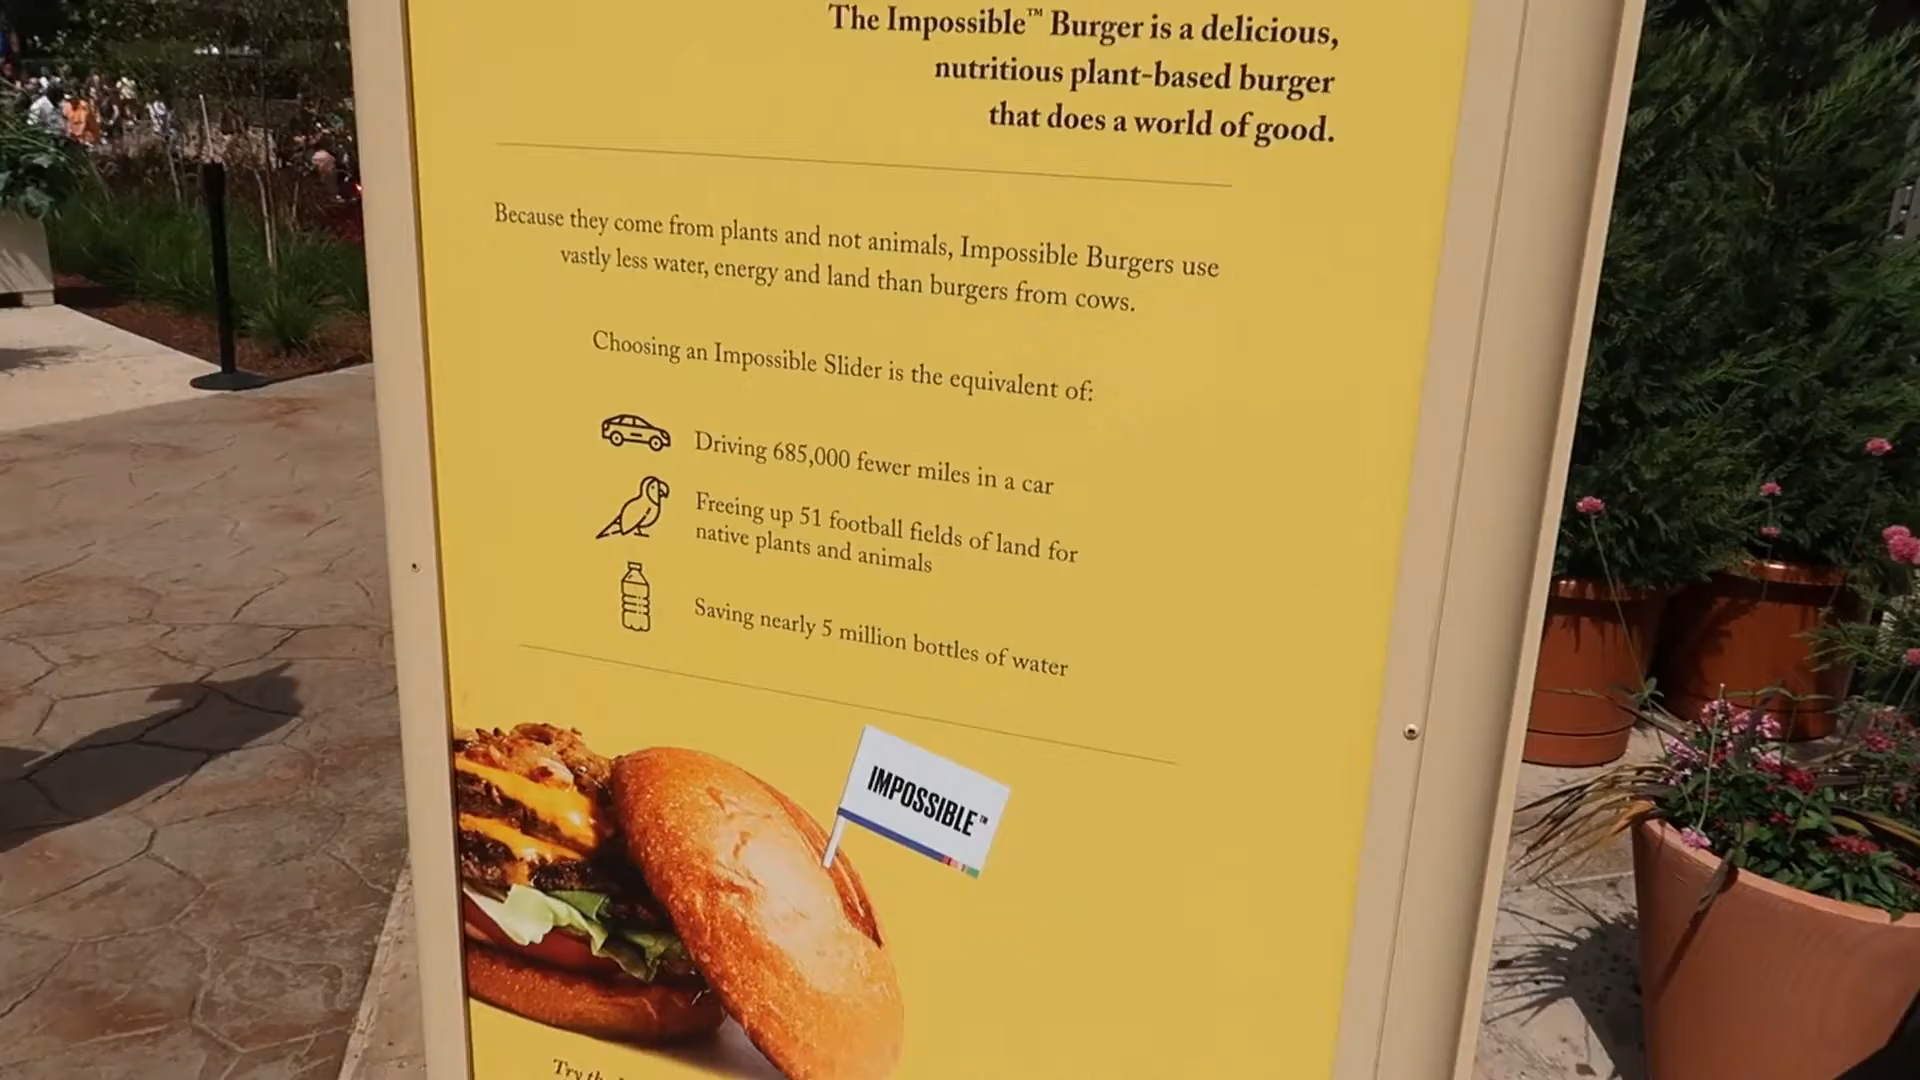 The Impossible™ Burger is a delicious,
nutritious plant-based burger
that does a world of good.
Because they come from plants and not animals, Impossible Burgers use
vastly less water, energy and land than burgers from cows.
Choosing an Impossible Slider is the equivalent of:
Driving 685,000 fewer miles in a car
Freeing up 51 football fields of land for
native plants and animals
Saving nearly 5 million bottles of water
IMPOSSIBLE™
Try